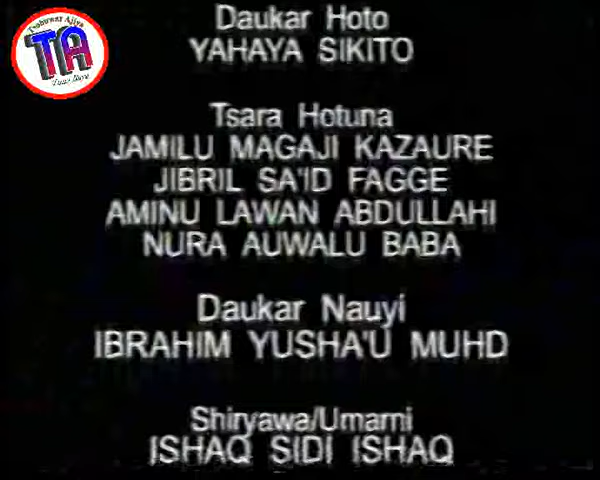 TA
Daukar Hoto
YAHAYA SIKITO
Tsara Hotuna
JAMILU MAGAJI KAZAURE
JIBRIL SA'ID FAGGE
AMINU LAWAN ABDULLAHI
NURA AUWALU BABA
Daukar Nauyi
IBRAHIM YUSHA'U MUHD
Shiryawa/Umarni
ISHAQ SIDI ISHAQ